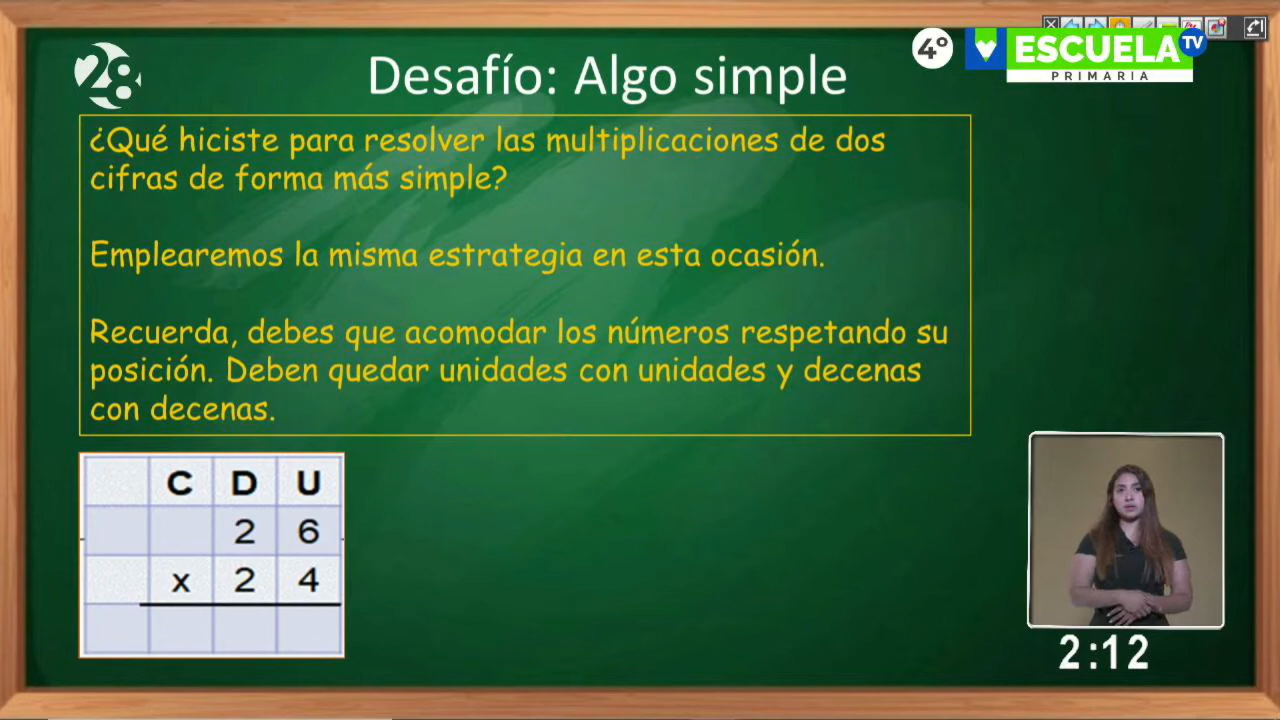 28
Desafío: Algo simple
4º
ESCUELA TV
PRIMARIA
¿Qué hiciste para resolver las multiplicaciones de dos
cifras de forma más simple?
Emplearemos la misma estrategia en esta ocasión.
Recuerda, debes que acomodar los números respetando su
posición. Deben quedar unidades con unidades y decenas
con decenas.
C D U
2 6
x 2 4
2:12